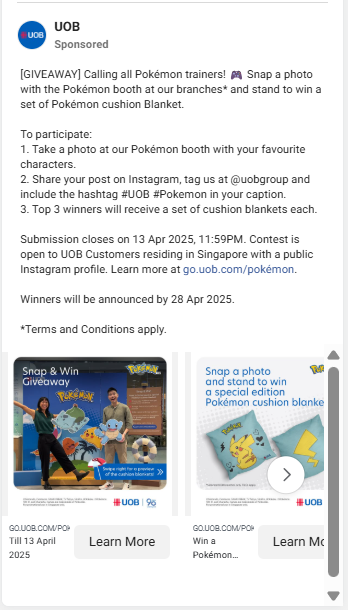 UOB
UOB
Sponsored
[GIVEAWAY] Calling all Pokémon trainers! 🎮 Snap a photo
with the Pokémon booth at our branches* and stand to win a
set of Pokémon cushion Blanket.
To participate:
1. Take a photo at our Pokémon booth with your favourite
characters.
2. Share your post on Instagram, tag us at @uobgroup and
include the hashtag #UOB #Pokemon in your caption.
3. Top 3 winners will receive a set of cushion blankets each.
Submission closes on 13 Apr 2025, 11:59PM. Contest is
open to UOB Customers residing in Singapore with a public
Instagram profile. Learn more at go.uob.com/pokémon.
Winners will be announced by 28 Apr 2025.
*Terms and Conditions apply.
Snap & Win
Giveaway
Pokémon
Pokémon
Swipe right for a preview
of the cushion blankets!
UOB
GO.UOB.COM/POK
Till 13 April
2025
Learn More
Snap a photo
and stand to win
a special edition
Pokémon cushion blanke
UOB
GO.UOB.COM/POK
Win a
Pokémon...
Learn Mo